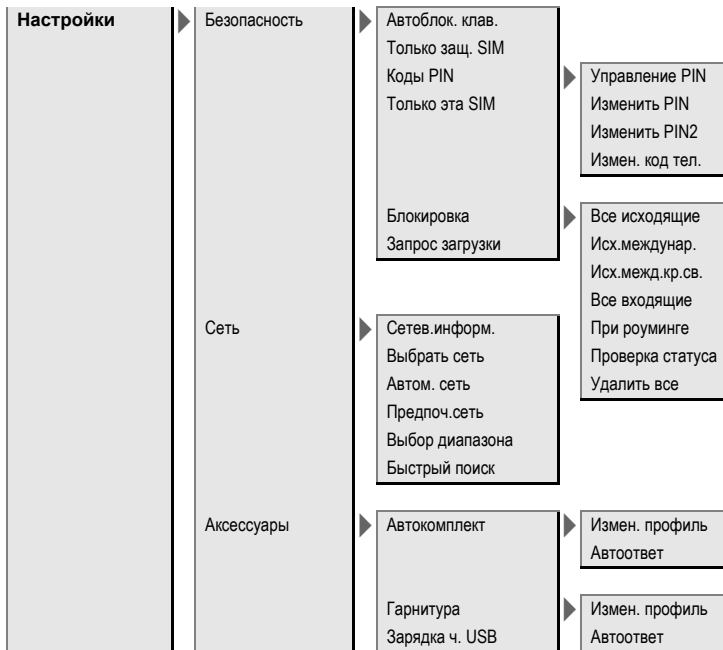 Настройки
Безопасность
Автоблок. клав.
Только защ. SIM
Коды PIN
Управление PIN
Изменить PIN
Изменить PIN2
Измен. код тел.
Только эта SIM
Блокировка
Все исходящие
Исх.междунар.
Исх.межд.кр.св.
Все входящие
При роуминге
Проверка статуса
Удалить все
Запрос загрузки
Сеть
Сетев.информ.
Выбрать сеть
Автом. сеть
Предпоч.сеть
Выбор диапазона
Быстрый поиск
Аксессуары
Автокомплект
Измен. профиль
Автоответ
Гарнитура
Измен. профиль
Автоответ
Зарядка ч. USB